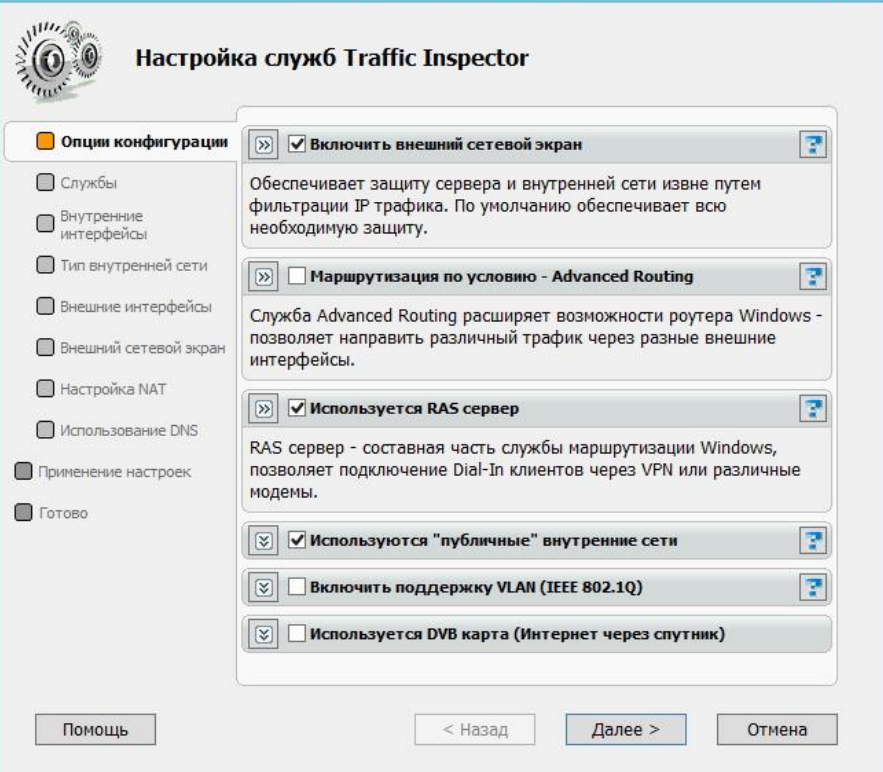 Настройка служб Traffic Inspector
Опции конфигурации
Службы
Внутренние
интерфейсы
Тип внутренней сети
Внешние интерфейсы
Внешний сетевой экран
Настройка NAT
Использование DNS
Применение настроек
Готово
Включить внешний сетевой экран
Обеспечивает защиту сервера и внутренней сети извне путем
фильтрации IP трафика. По умолчанию обеспечивает всю
необходимую защиту.
Маршрутизация по условию - Advanced Routing
Служба Advanced Routing расширяет возможности роутера Windows -
позволяет направить различный трафик через разные внешние
интерфейсы.
Используется RAS сервер
RAS сервер - составная часть службы маршрутизации Windows,
позволяет подключение Dial-In клиентов через VPN или различные
модемы.
Используются "публичные" внутренние сети
Включить поддержку VLAN (IEEE 802.1Q)
Используется DVB карта (Интернет через спутник)
Помощь
< Назад
Далее >
Отмена